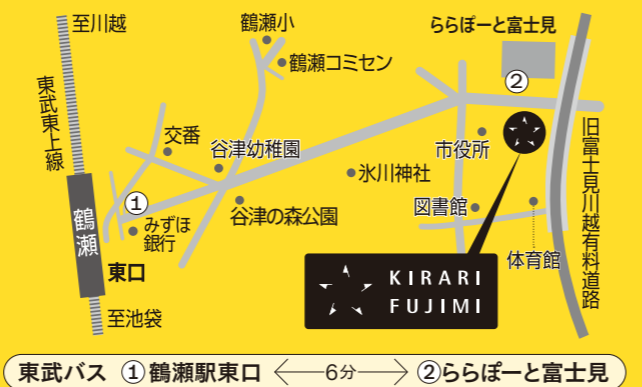 至川越
鶴瀬小
ららぽーと富士見
鶴瀬コミセン
②
東武東上線
交番
谷津幼稚園
市役所
旧富士見川越有料道路
氷川神社
①
鶴瀬
みずほ
銀行
谷津の森公園
図書館
東口
体育館
KIRARI
FUJIMI
至池袋
東武バス ①鶴瀬駅東口 ←6分→ ②ららぽーと富士見